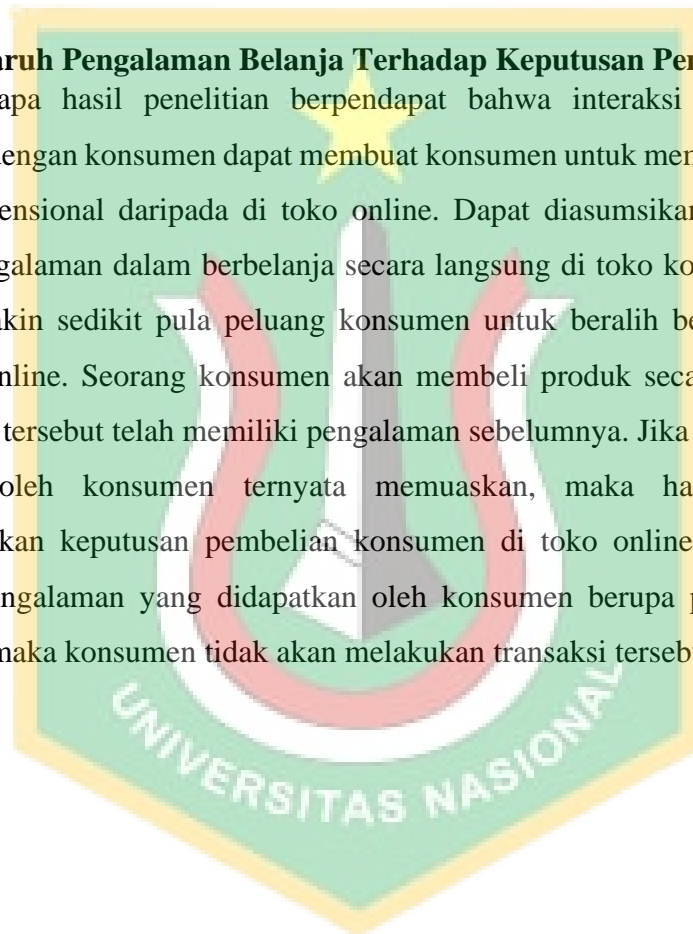 aruh Pengalaman Belanja Terhadap Keputusan Pen
apa hasil penelitian berpendapat bahwa interaksi
dengan konsumen dapat membuat konsumen untuk mem
ensional daripada di toko online. Dapat diasumsikan
galaman dalam berbelanja secara langsung di toko ko
akin sedikit pula peluang konsumen untuk beralih be
nline. Seorang konsumen akan membeli produk seca
tersebut telah memiliki pengalaman sebelumnya. Jika
oleh konsumen ternyata memuaskan, maka ha
kan keputusan pembelian konsumen di toko online
ngalaman yang didapatkan oleh konsumen berupa p
maka konsumen tidak akan melakukan transaksi tersebu
UNIVERSITAS NASIONAL